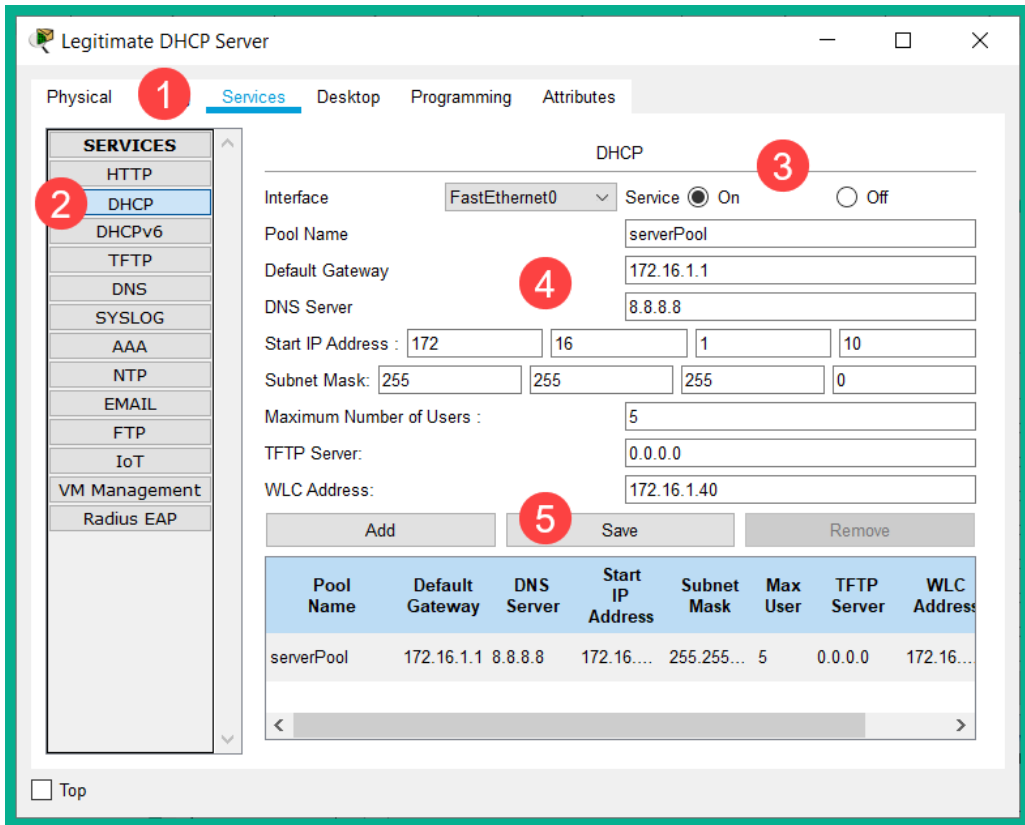 Legitimate DHCP Server
Physical 1 Services Desktop Programming Attributes
SERVICES
HTTP
2 DHCP
DHCPv6
TFTP
DNS
SYSLOG
AAA
NTP
EMAIL
FTP
IoT
VM Management
Radius EAP
DHCP
3
Interface FastEthernet0 Service On Off
Pool Name serverPool
Default Gateway 172.16.1.1
4
DNS Server 8.8.8.8
Start IP Address : 172 16 1 10
Subnet Mask: 255 255 255 0
Maximum Number of Users : 5
TFTP Server: 0.0.0.0
WLC Address: 172.16.1.40
Add 5 Save Remove
Pool Name Default Gateway DNS Server Start IP Address Subnet Mask Max User TFTP Server WLC Address
serverPool 172.16.1.1 8.8.8.8 172.16.... 255.255... 5 0.0.0.0 172.16....
Top